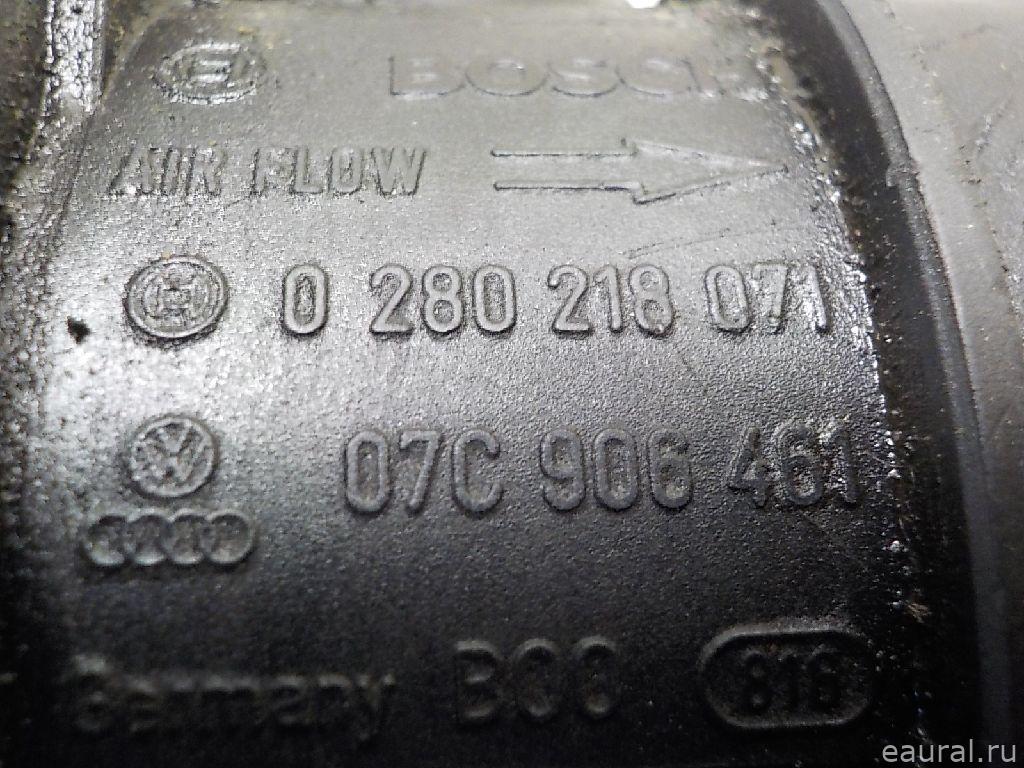 BOSCH
AIR FLOW
0 280 218 071
07C 906 461
Germany 816
eaural.ru